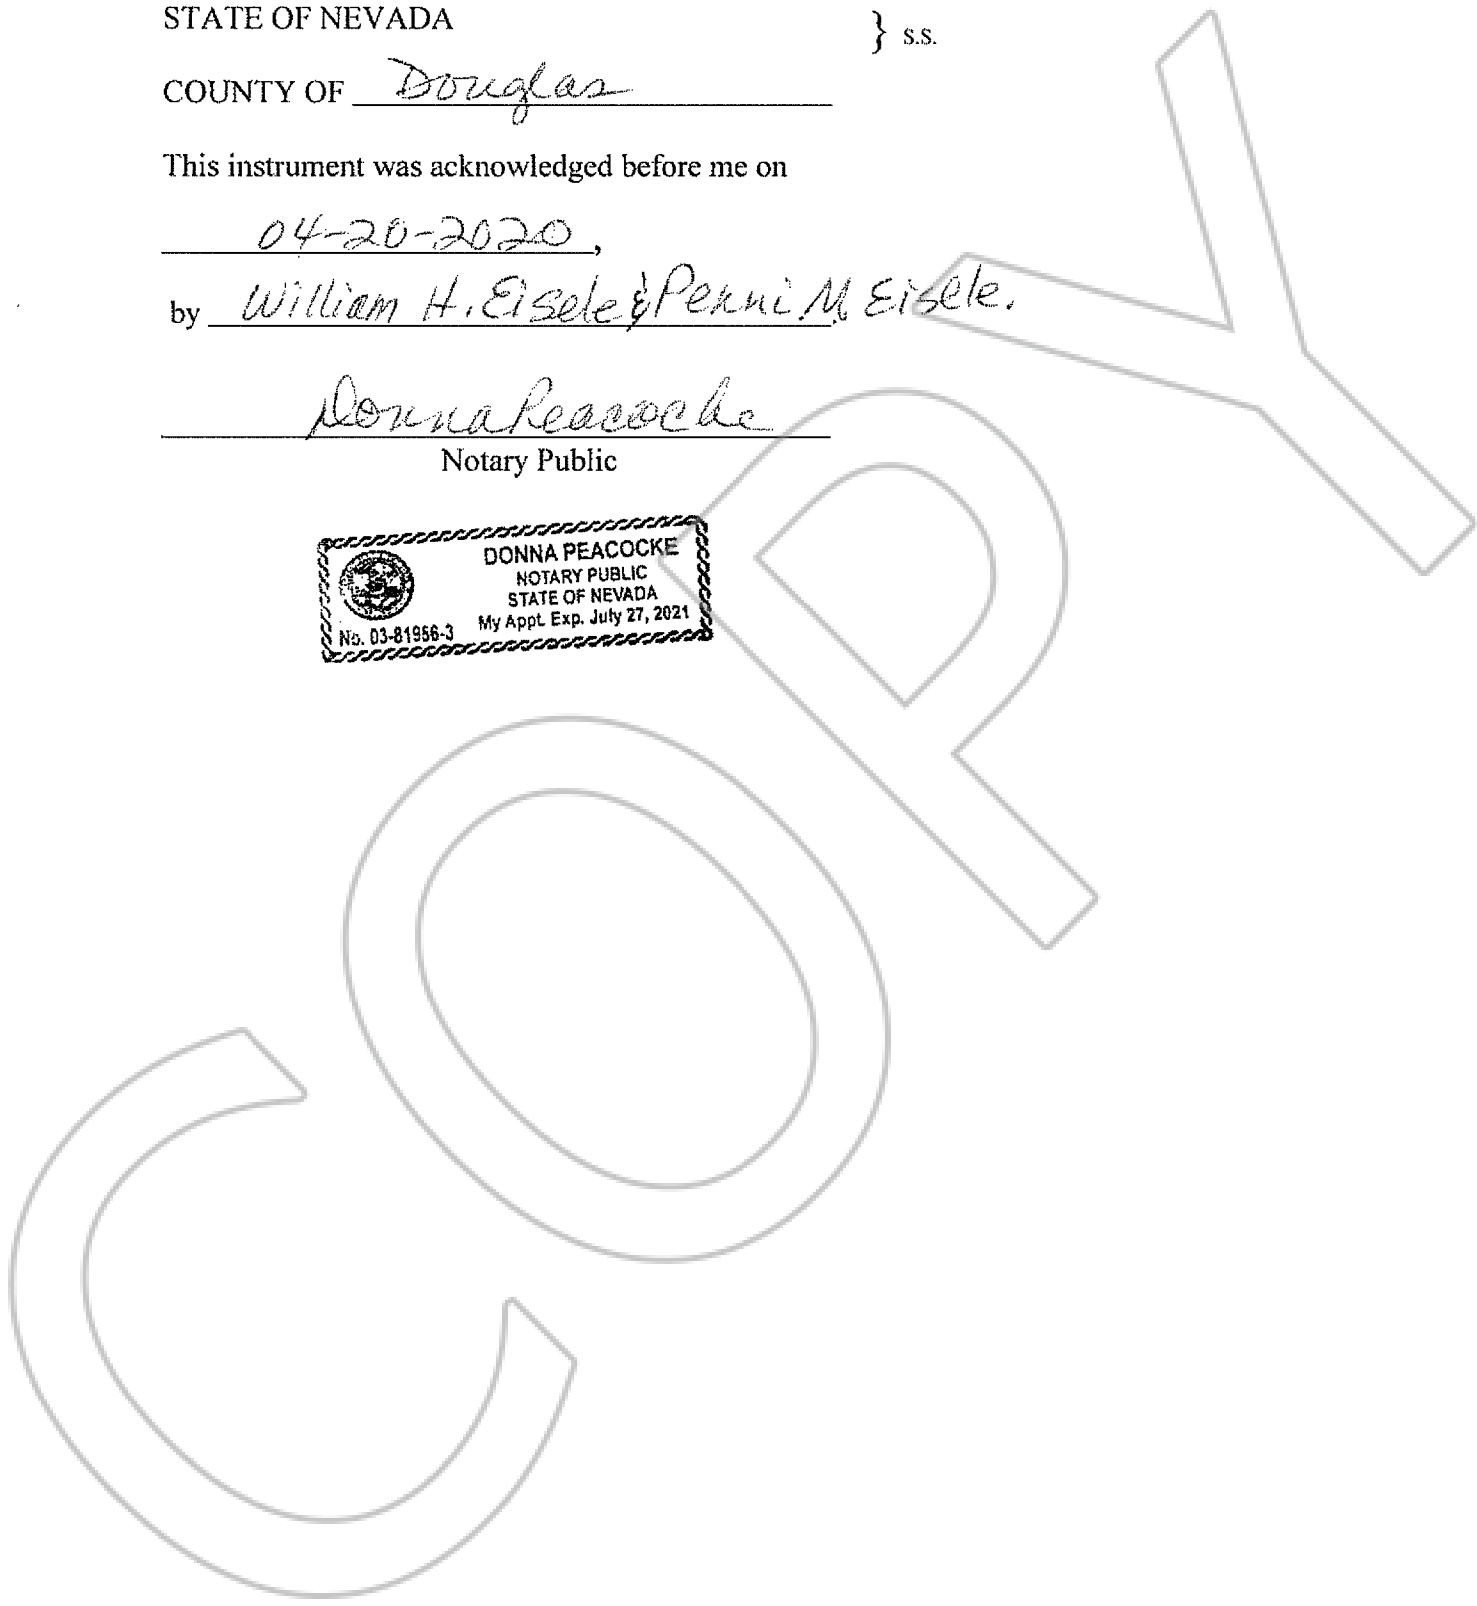 STATE OF NEVADA
} s.s.
COUNTY OF Douglas
This instrument was acknowledged before me on
04-20-2020,
by William H. Eisele & Penni M Eisele.
Donna Peacocke
Notary Public
DONNA PEACOCKE
NOTARY PUBLIC
STATE OF NEVADA
My Appt. Exp. July 27, 2021
No. 03-81956-3
COPY